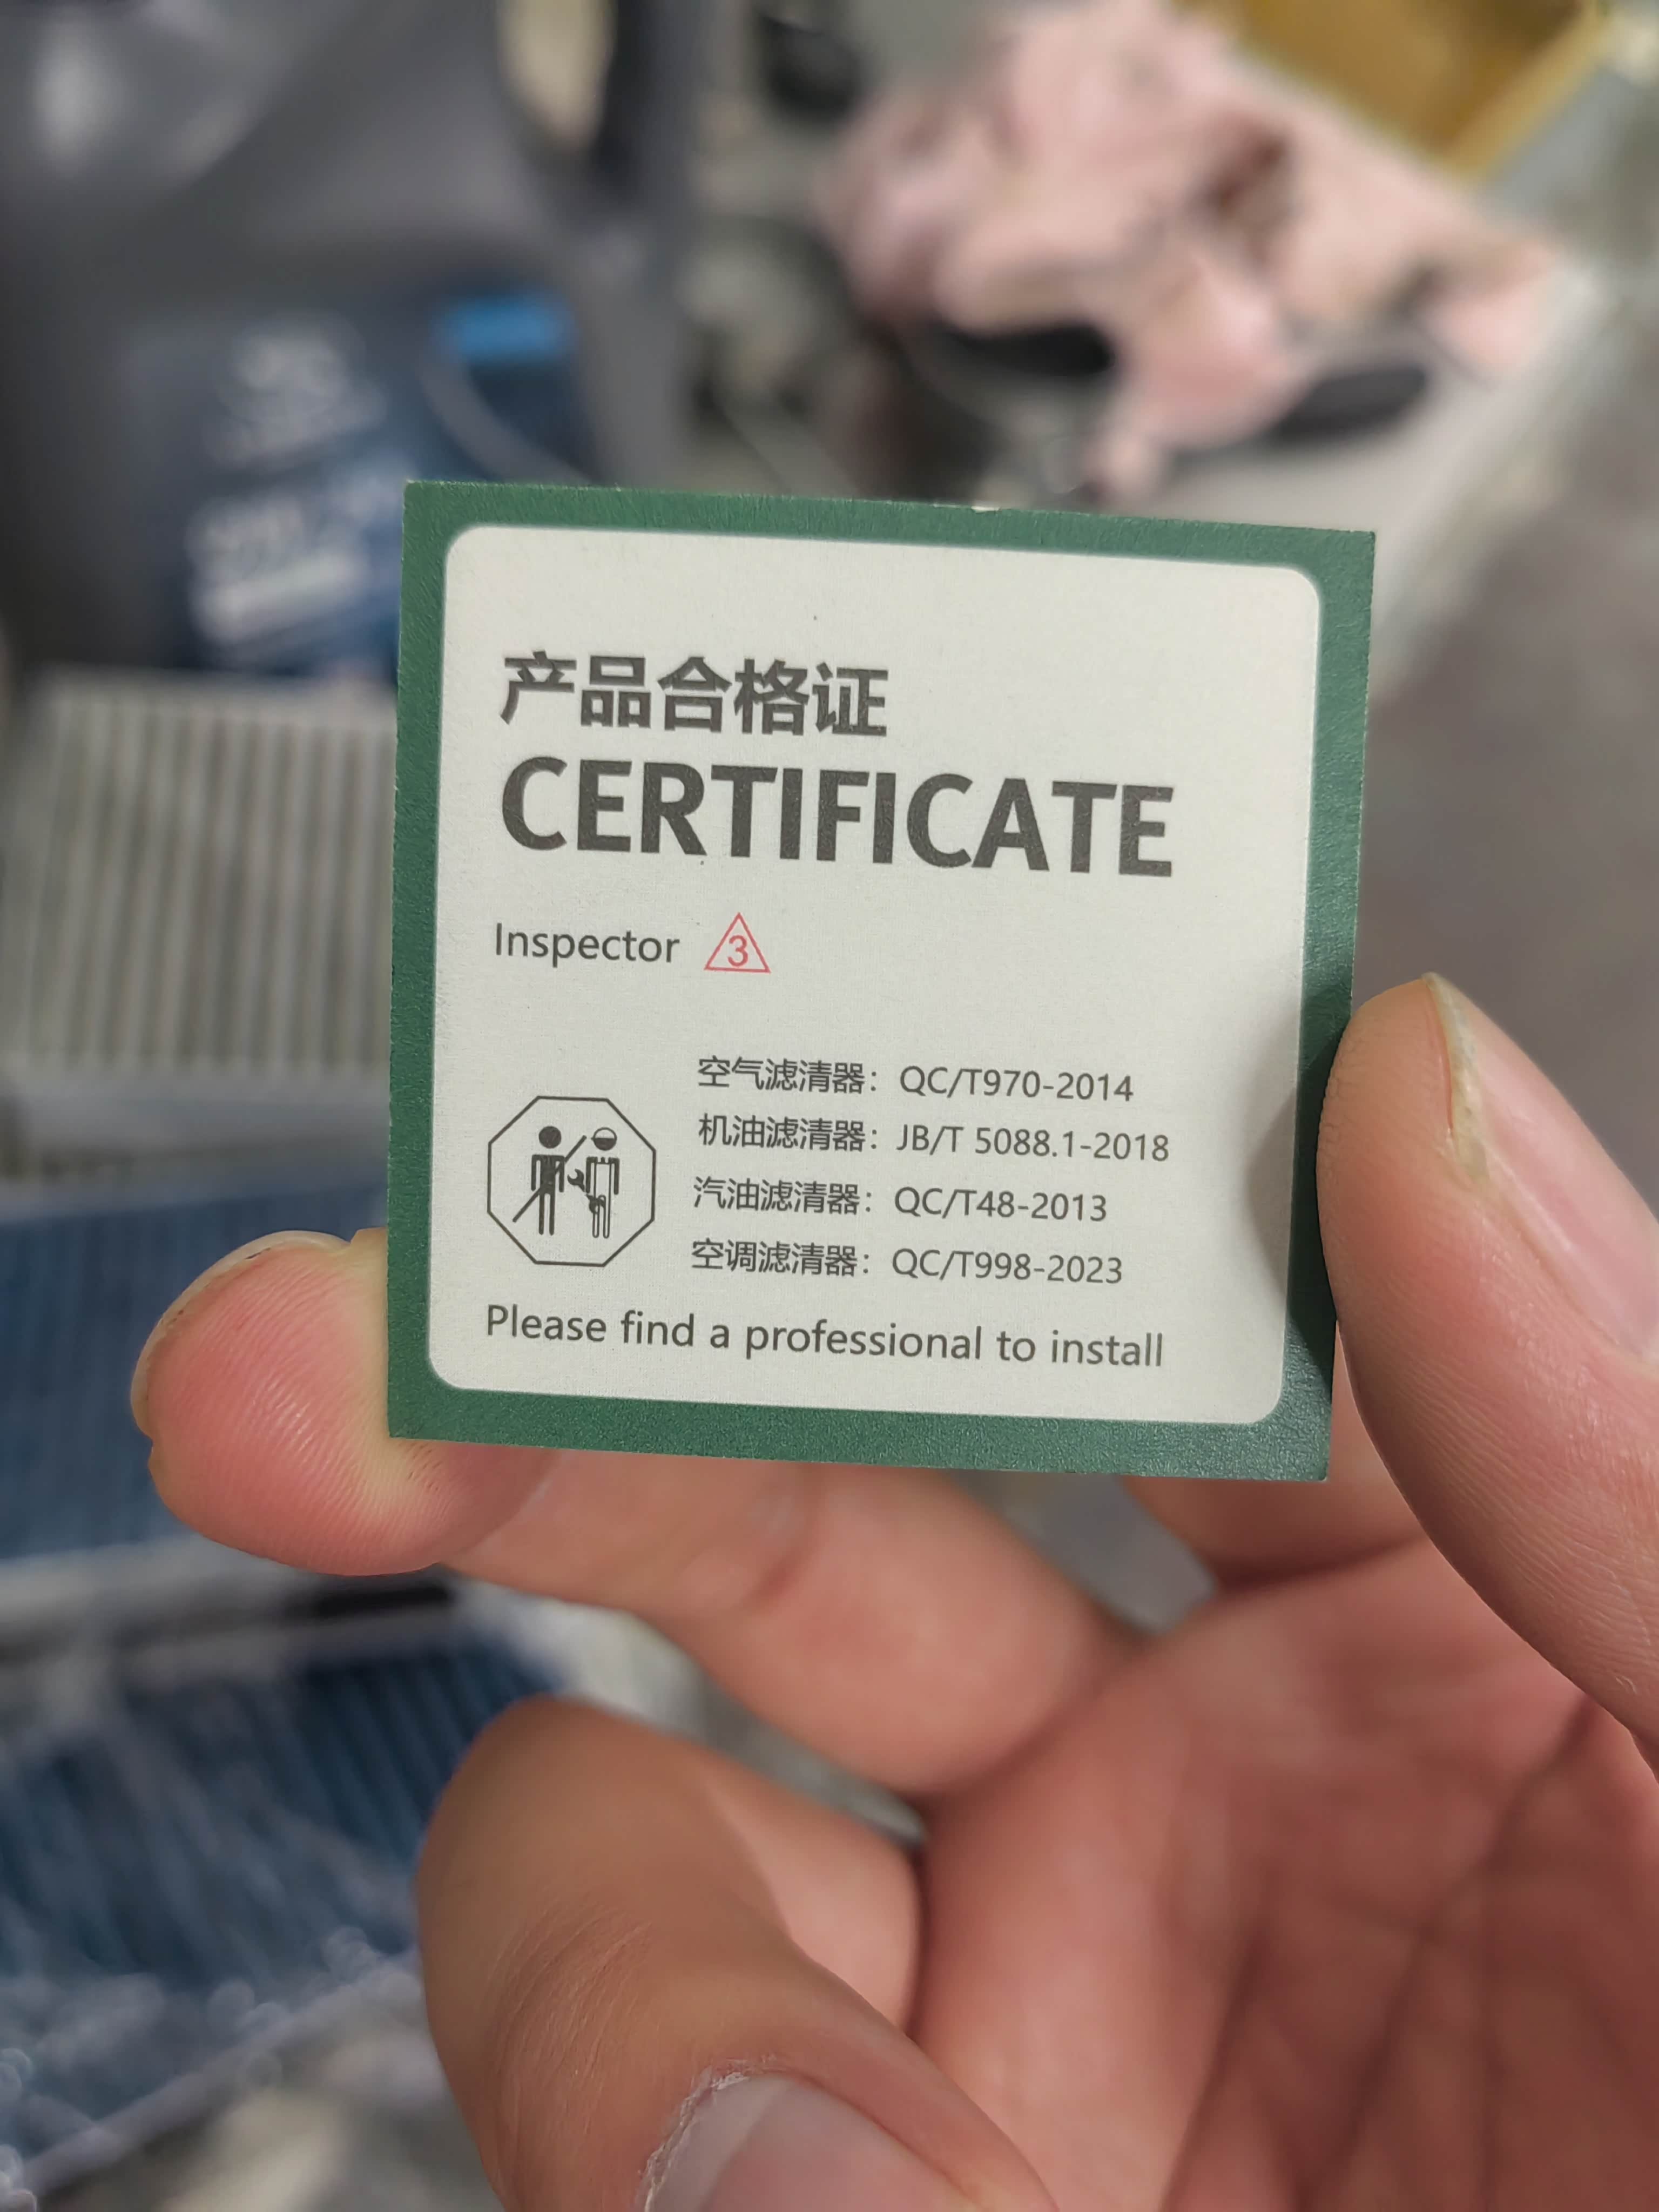 产品合格证
CERTIFICATE
Inspector 3
空气滤清器：QC/T970-2014
机油滤清器：JB/T 5088.1-2018
汽油滤清器：QC/T48-2013
空调滤清器：QC/T998-2023
Please find a professional to install